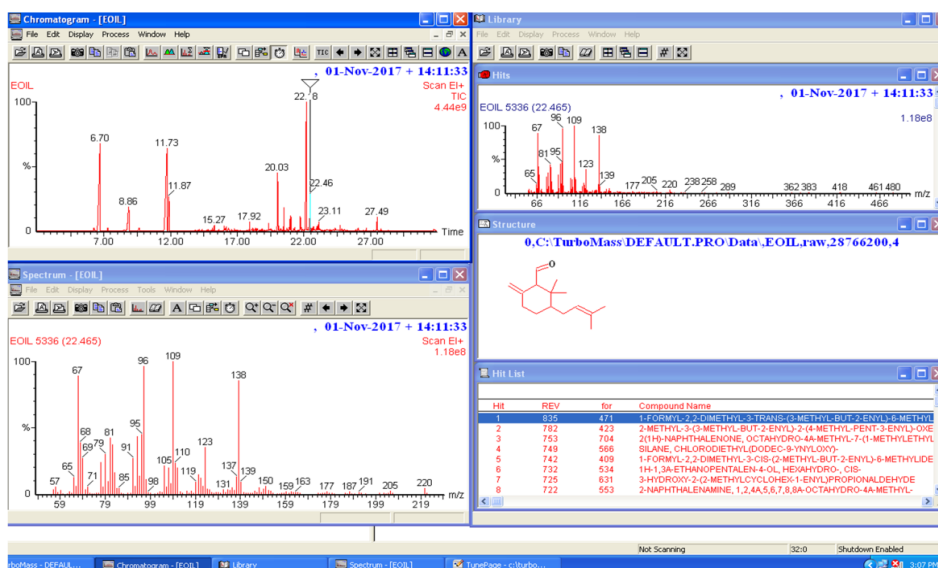 Chromatogram - [EOIL]
File Edit Display Process Window Help
TIC
A
, 01-Nov-2017 + 14:11:33
EOIL
Scan EI+
TIC
4.44e9
100
%
6.70
8.86
11.73
11.87
15.27
17.92
20.03
22.46
23.11
27.49
7.00 12.00 17.00 22.00 27.00 Time
Library
File Edit Display Process Window Help
Hits
, 01-Nov-2017 + 14:11:33
EOIL 5336 (22.465)
1.18e8
100
%
67
96
109
138
81
95
123
65
139
177
205
220
238
258
289
362 383
418
461 480
66 116 166 216 266 316 366 416 466 m/z
Structure
0,C:\TurboMass\DEFAULT.PRO\Data\,EOIL,raw,28766200,4
O
Spectrum - [EOIL]
File Edit Display Process Tools Window Help
A
, 01-Nov-2017 + 14:11:33
EOIL 5336 (22.465)
Scan EI+
1.18e8
100
%
57
65
67
68
69
71
79
81
85
91
95
96
98
105
109
110
119
123
131
137
138
139
150
159
163
177
187
191
205
220
59 79 99 119 139 159 179 199 219 m/z
Hit List
Hit REV for Compound Name
1 835 471 1-FORMYL-2,2-DIMETHYL-3-TRANS-(3-METHYL-BUT-2-ENYL)-6-METHYL
2 782 423 2-METHYL-3-(3-METHYL-BUT-2-ENYL)-2-(4-METHYL-PENT-3-ENYL)-OXE
3 753 704 2(1H)-NAPHTHALENONE, OCTAHYDRO-4A-METHYL-7-(1-METHYLETHYL
4 749 566 SILANE, CHLORODIETHYL(DODEC-9-YNYLOXY)-
5 742 409 1-FORMYL-2,2-DIMETHYL-3-CIS-(2-METHYL-BUT-2-ENYL)-6-METHYLIDE
6 732 534 1H-1,3A-ETHANOPENTALEN-4-OL, HEXAHYDRO-, CIS-
7 725 631 3-HYDROXY-2-(2-METHYLCYCLOHEX-1-ENYL)PROPIONALDEHYDE
8 722 553 2-NAPHTHALENAMINE, 1,2,4A,5,6,7,8,8A-OCTAHYDRO-4A-METHYL-
Not Scanning 32:0 Shutdown Enabled
rboMass - DEFAUL... Chromatogram - [EOIL] Library Spectrum - [EOIL] TunePage - c:\turbo... 3:07 PM